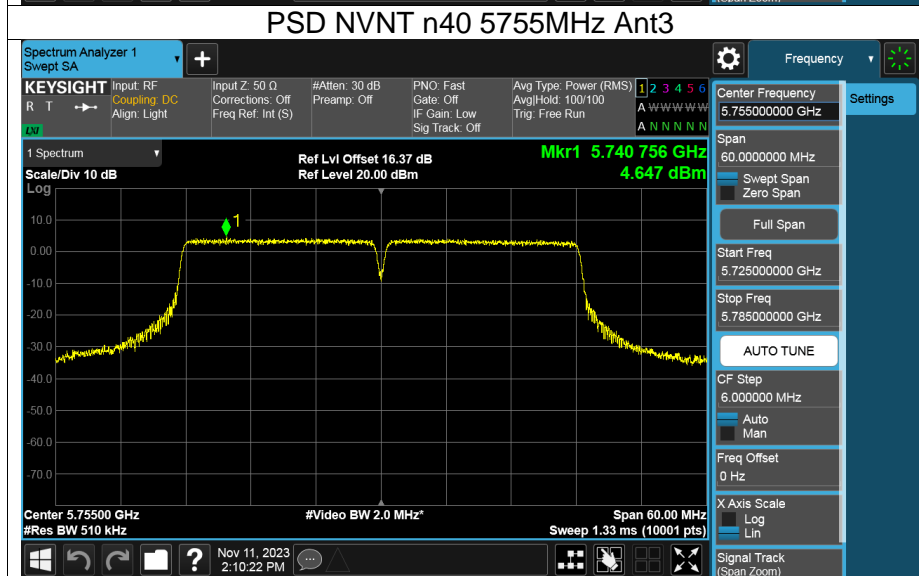 (Span Zoom)
PSD NVNT n40 5755MHz Ant3
Spectrum Analyzer 1
Swept SA
Frequency
KEYSIGHT
R T
LXI
Input: RF
Coupling: DC
Align: Light
Input Z: 50 Ω
Corrections: Off
Freq Ref: Int (S)
#Atten: 30 dB
Preamp: Off
PNO: Fast
Gate: Off
IF Gain: Low
Sig Track: Off
Avg Type: Power (RMS)
Avg|Hold: 100/100
Trig: Free Run
1 2 3 4 5 6
A W W W W W
A N N N N N
Center Frequency
5.755000000 GHz
Settings
Span
60.0000000 MHz
Swept Span
Zero Span
Full Span
Start Freq
5.725000000 GHz
Stop Freq
5.785000000 GHz
AUTO TUNE
CF Step
6.000000 MHz
Auto
Man
Freq Offset
0 Hz
X Axis Scale
Log
Lin
Signal Track
(Span Zoom)
1 Spectrum
Scale/Div 10 dB
Log
Ref Lvl Offset 16.37 dB
Ref Level 20.00 dBm
Mkr1 5.740 756 GHz
4.647 dBm
1
10.0
0.00
-10.0
-20.0
-30.0
-40.0
-50.0
-60.0
-70.0
Center 5.75500 GHz
#Res BW 510 kHz
#Video BW 2.0 MHz*
Span 60.00 MHz
Sweep 1.33 ms (10001 pts)
?
Nov 11, 2023
2:10:22 PM